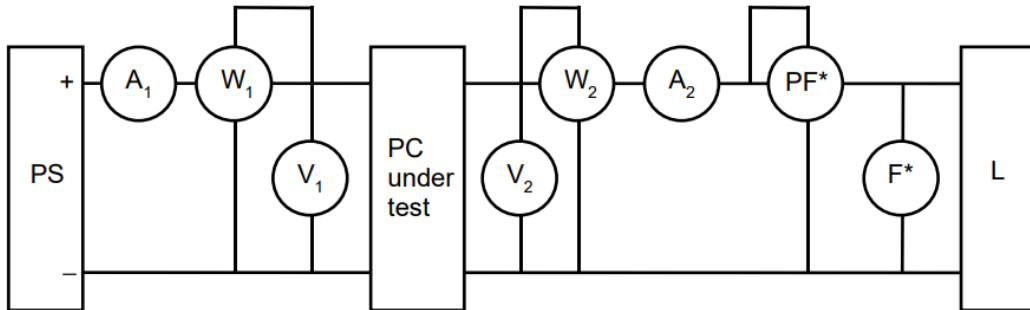 PS
+
–
A1
W1
V1
PC
under
test
V2
W2
A2
PF*
F*
L